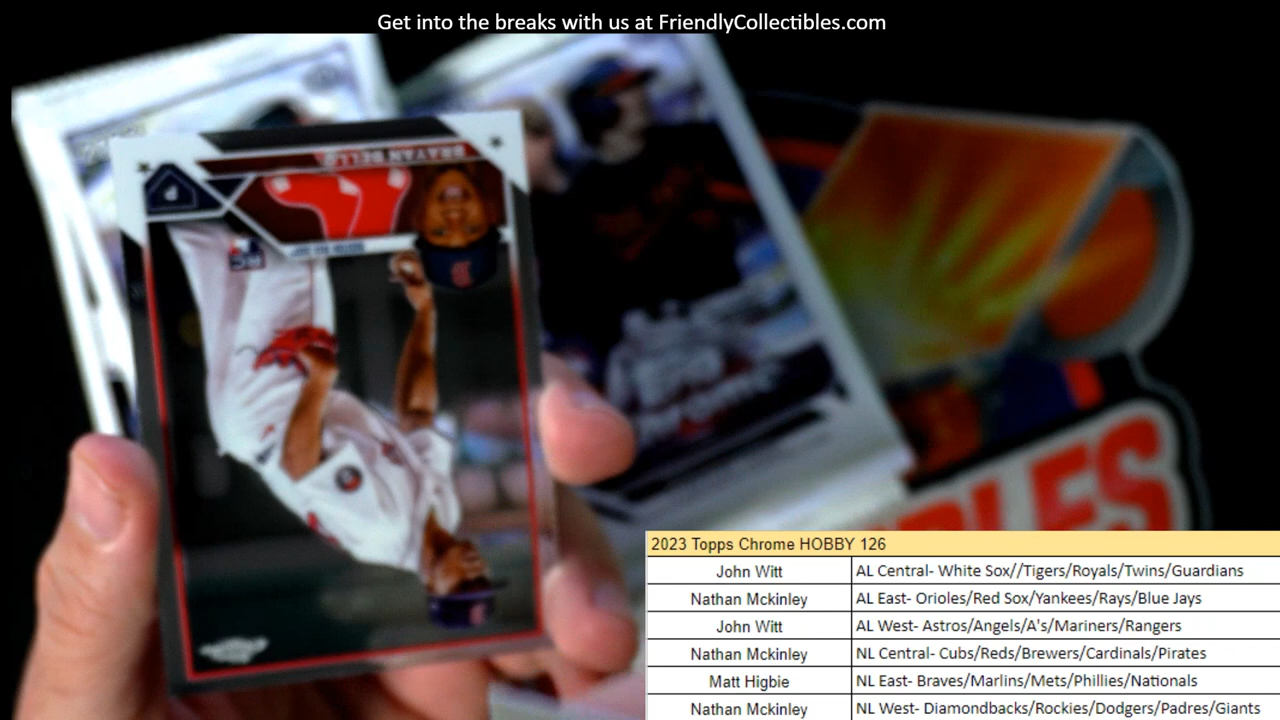 Get into the breaks with us at FriendlyCollectibles.com
BRAYAN BELLO
P
2023 Topps Chrome HOBBY 126
John Witt AL Central- White Sox//Tigers/Royals/Twins/Guardians
Nathan Mckinley AL East- Orioles/Red Sox/Yankees/Rays/Blue Jays
John Witt AL West- Astros/Angels/A's/Mariners/Rangers
Nathan Mckinley NL Central- Cubs/Reds/Brewers/Cardinals/Pirates
Matt Higbie NL East- Braves/Marlins/Mets/Phillies/Nationals
Nathan Mckinley NL West- Diamondbacks/Rockies/Dodgers/Padres/Giants